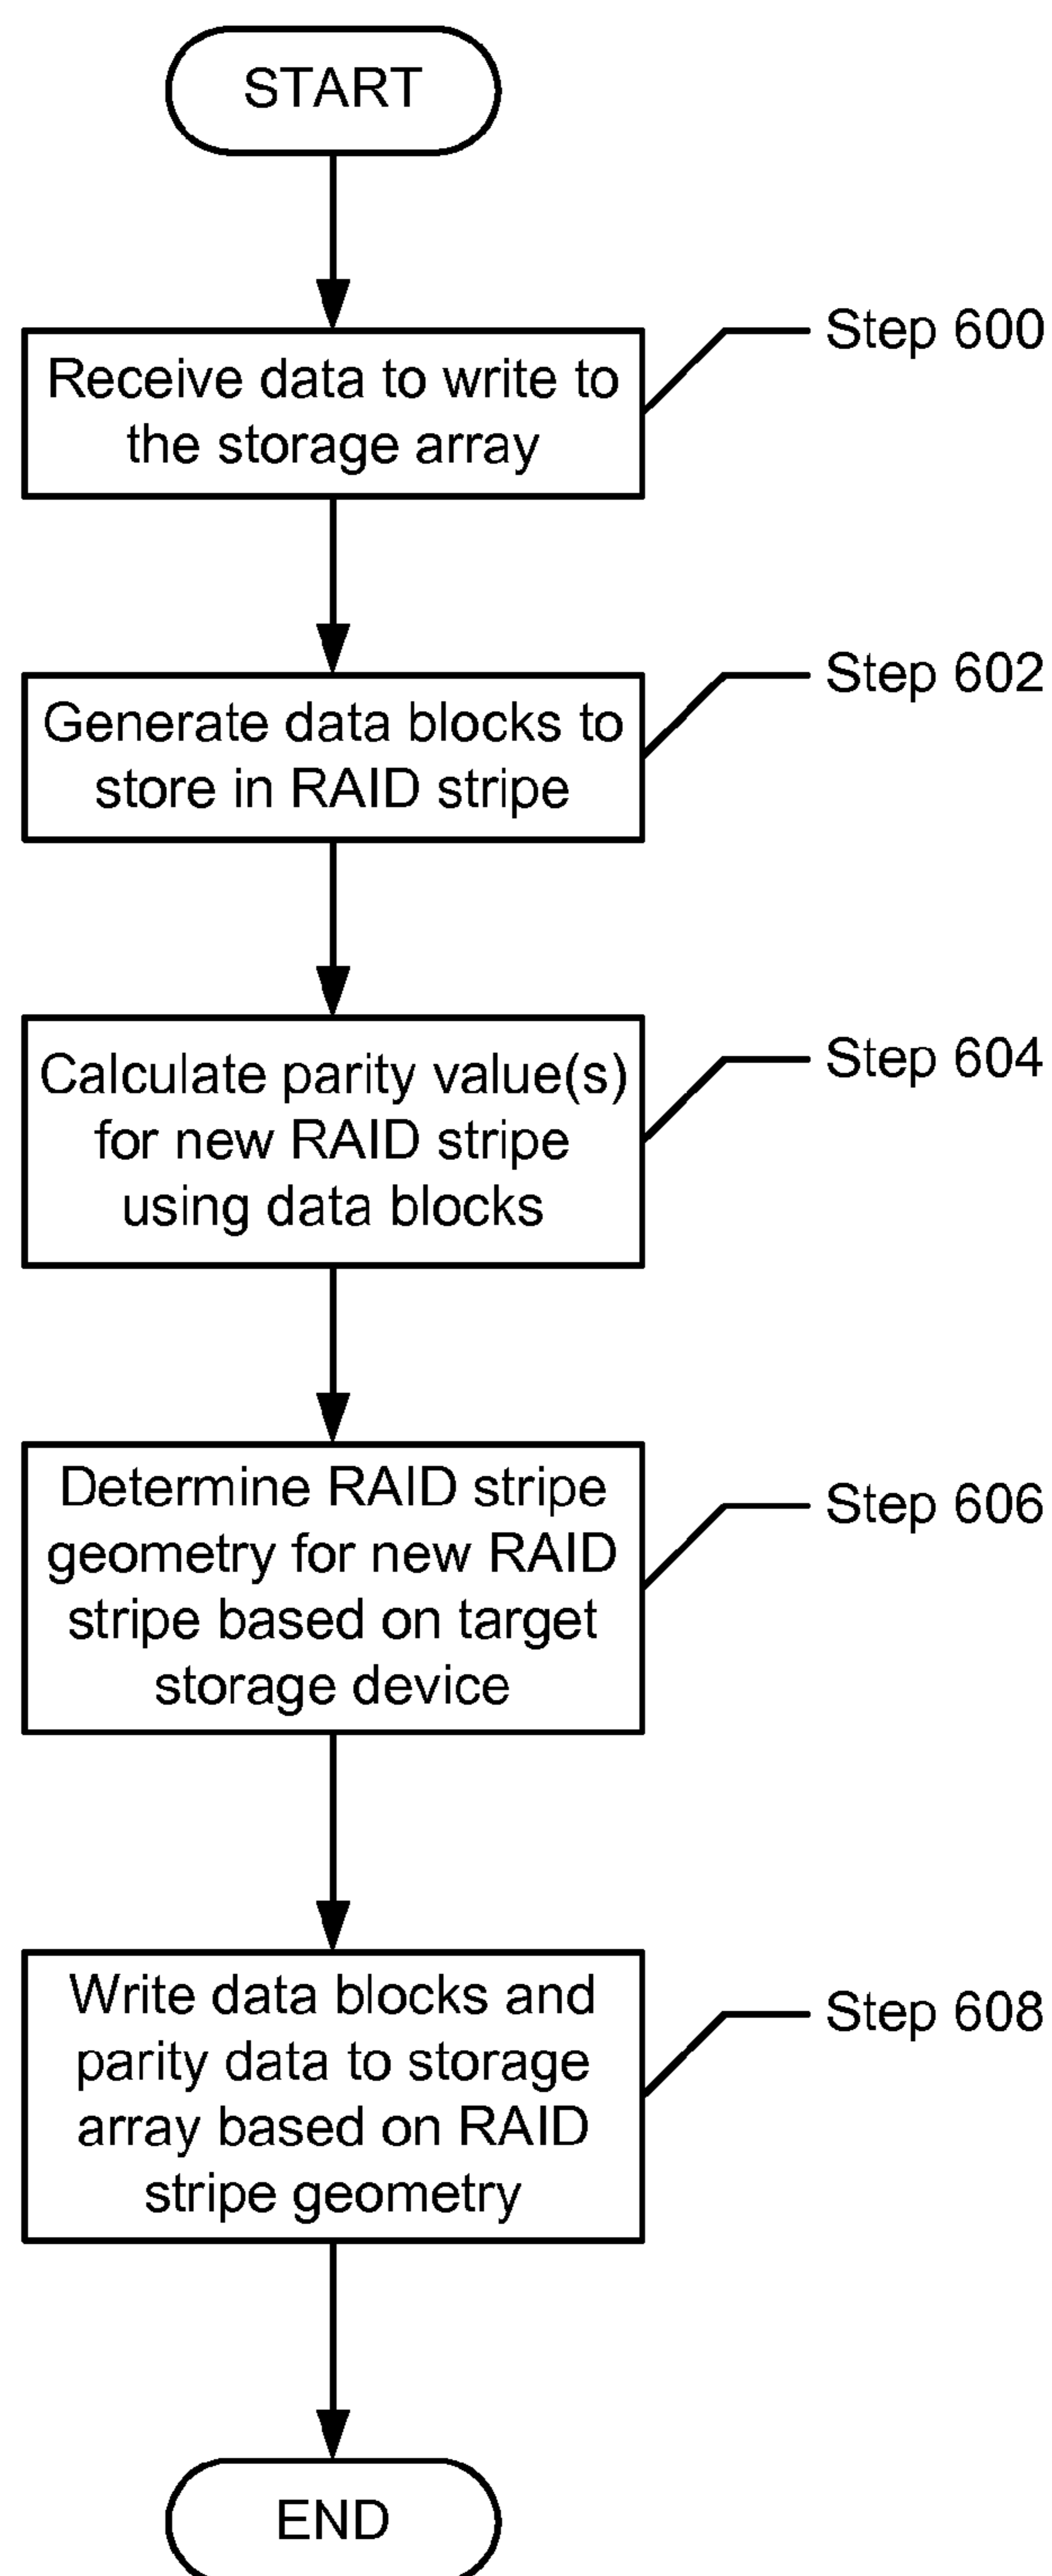 START
Step 600
Receive data to write to
the storage array
Step 602
Generate data blocks to
store in RAID stripe
Step 604
Calculate parity value(s)
for new RAID stripe
using data blocks
Step 606
Determine RAID stripe
geometry for new RAID
stripe based on target
storage device
Step 608
Write data blocks and
parity data to storage
array based on RAID
stripe geometry
END